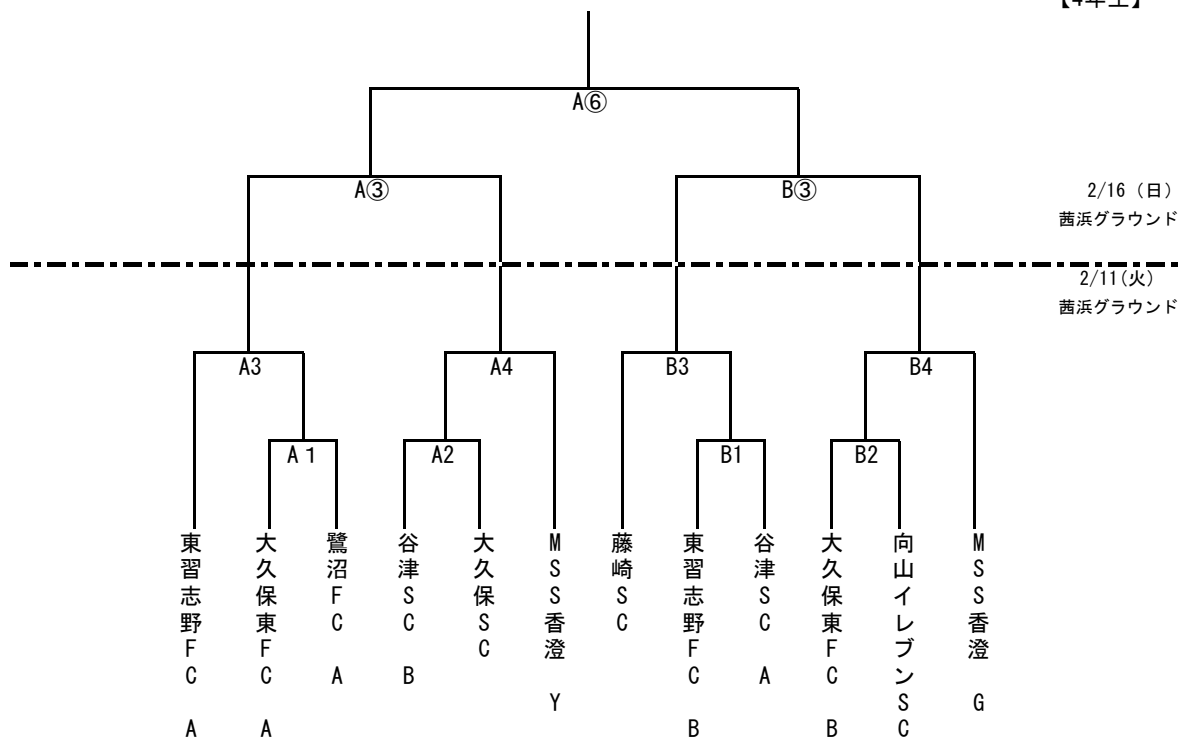 【4年生】
A⑥
A③
B③
2/16 (日)
茜浜グラウンド
2/11(火)
茜浜グラウンド
A3
A4
B3
B4
A１
A2
B1
B2
東習志野FC A
大久保東FC A
鷺沼FC A
谷津SC B
大久保SC
MSS香澄 Y
藤崎SC
東習志野FC B
谷津SC A
大久保東FC B
向山イレブンSC
MSS香澄 G